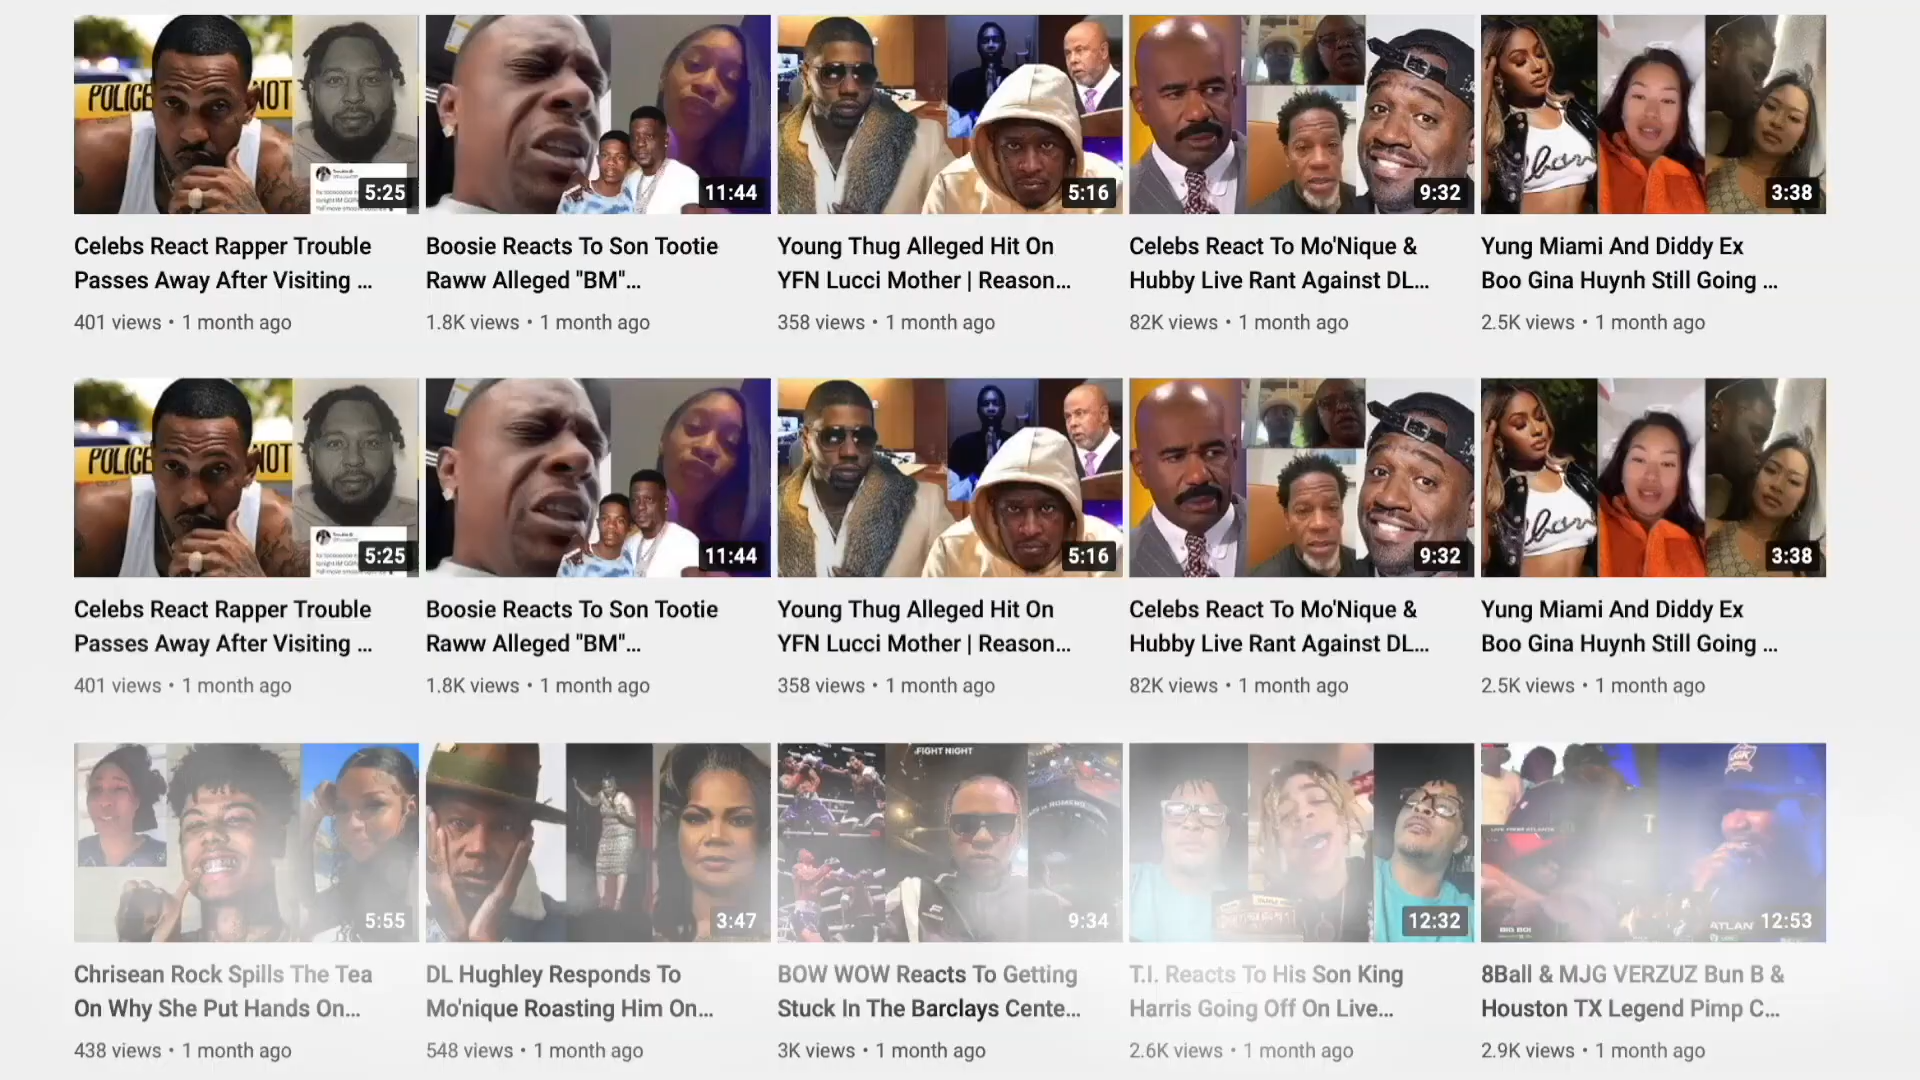 POLICE
NOT
5:25
11:44
5:16
9:32
3:38
Celebs React Rapper Trouble
Passes Away After Visiting ...
401 views • 1 month ago
Boosie Reacts To Son Tootie
Raww Alleged "BM"...
1.8K views • 1 month ago
Young Thug Alleged Hit On
YFN Lucci Mother | Reason...
358 views • 1 month ago
Celebs React To Mo'Nique &
Hubby Live Rant Against DL...
82K views • 1 month ago
Yung Miami And Diddy Ex
Boo Gina Huynh Still Going ...
2.5K views • 1 month ago
POLICE
NOT
5:25
11:44
5:16
9:32
3:38
Celebs React Rapper Trouble
Passes Away After Visiting ...
401 views • 1 month ago
Boosie Reacts To Son Tootie
Raww Alleged "BM"...
1.8K views • 1 month ago
Young Thug Alleged Hit On
YFN Lucci Mother | Reason...
358 views • 1 month ago
Celebs React To Mo'Nique &
Hubby Live Rant Against DL...
82K views • 1 month ago
Yung Miami And Diddy Ex
Boo Gina Huynh Still Going ...
2.5K views • 1 month ago
FIGHT NIGHT
BIG BOI
ATLAN
5:55
3:47
9:34
12:32
12:53
Chrisean Rock Spills The Tea
On Why She Put Hands On...
438 views • 1 month ago
DL Hughley Responds To
Mo'nique Roasting Him On...
548 views • 1 month ago
BOW WOW Reacts To Getting
Stuck In The Barclays Cente...
3K views • 1 month ago
T.I. Reacts To His Son King
Harris Going Off On Live...
2.6K views • 1 month ago
8Ball & MJG VERZUZ Bun B &
Houston TX Legend Pimp C...
2.9K views • 1 month ago